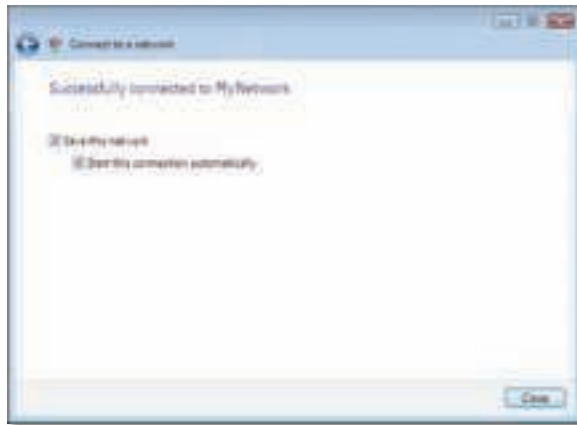 Connect to a network
Successfully connected to MyNetwork
Save this network
Start this connection automatically
Close